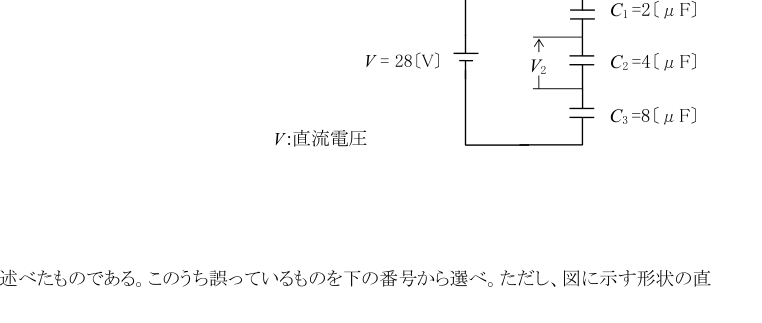 C1=2〔μF〕
V = 28〔V〕
V2
C2=4〔μF〕
C3=8〔μF〕
V:直流電圧
述べたものである。このうち誤っているものを下の番号から選べ。ただし、図に示す形状の直